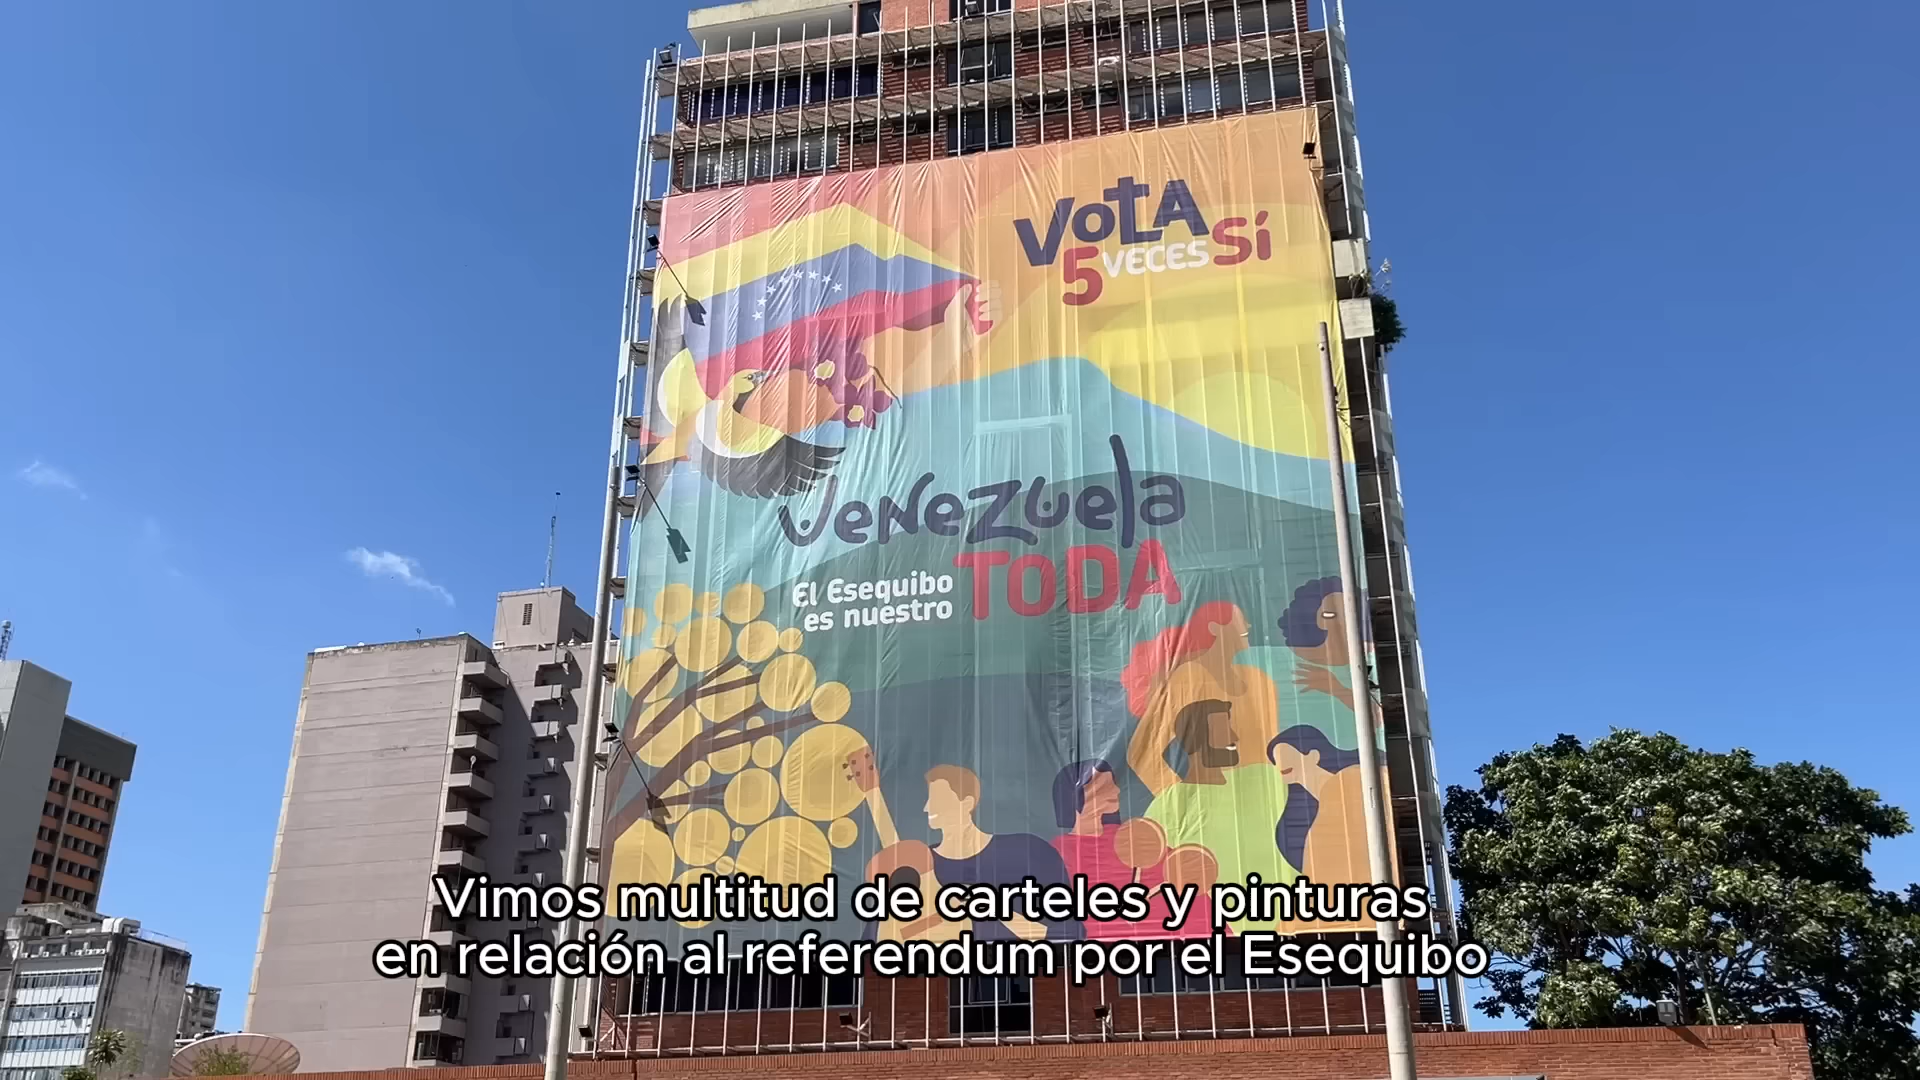 VOTA
5 VECES SÍ
VeNeZuela
TODA
El Esequibo
es nuestro
Vimos multitud de carteles y pinturas
en relación al referendum por el Esequibo